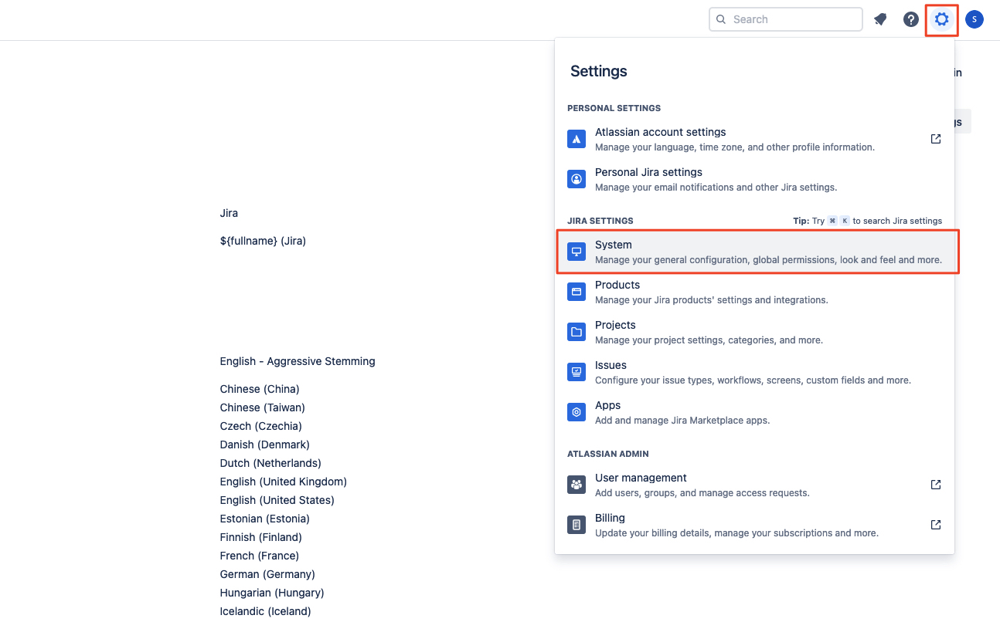 Search
S
Settings
in
PERSONAL SETTINGS
Atlassian account settings
gs
Manage your language, time zone, and other profile information.
Personal Jira settings
Manage your email notifications and other Jira settings.
JIRA SETTINGS
Tip: Try ⌘ K to search Jira settings
System
Manage your general configuration, global permissions, look and feel and more.
Products
Manage your Jira products' settings and integrations.
Projects
Manage your project settings, categories, and more.
Issues
Configure your issue types, workflows, screens, custom fields and more.
Apps
Add and manage Jira Marketplace apps.
ATLASSIAN ADMIN
User management
Add users, groups, and manage access requests.
Billing
Update your billing details, manage your subscriptions and more.
Jira
${fullname} (Jira)
English - Aggressive Stemming
Chinese (China)
Chinese (Taiwan)
Czech (Czechia)
Danish (Denmark)
Dutch (Netherlands)
English (United Kingdom)
English (United States)
Estonian (Estonia)
Finnish (Finland)
French (France)
German (Germany)
Hungarian (Hungary)
Icelandic (Iceland)